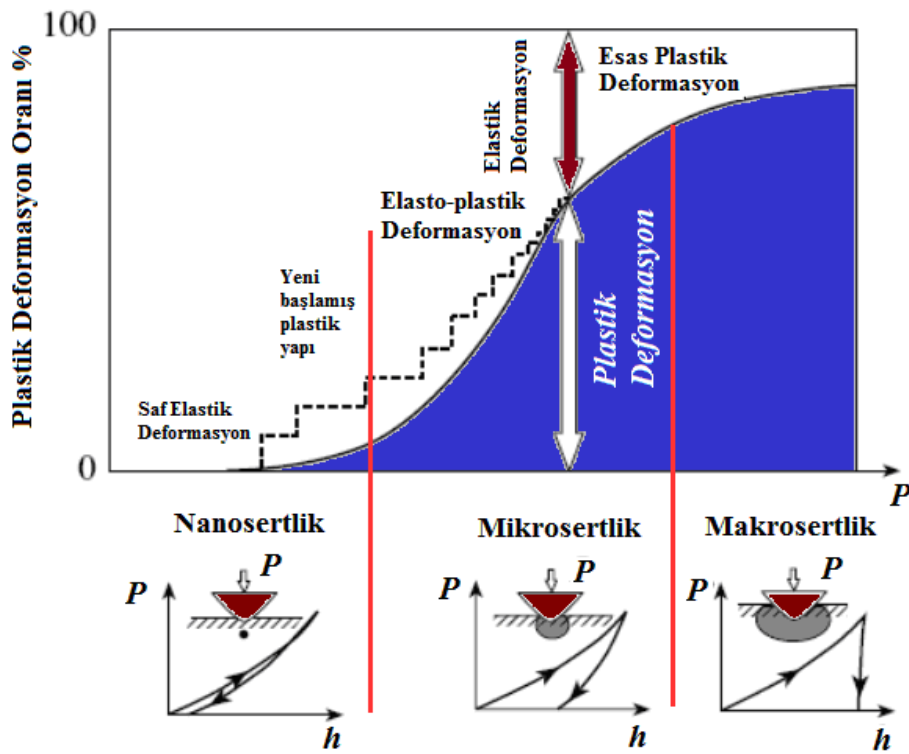 Plastik Deformasyon Oranı %
100
0
Elastik
Deformasyon
Esas Plastik
Deformasyon
Elasto-plastik
Deformasyon
Yeni
başlamış
plastik
yapı
Saf Elastik
Deformasyon
Plastik
Deformasyon
P
Nanosertlik
P
P
h
Mikrosertlik
P
P
h
Makrosertlik
P
P
h